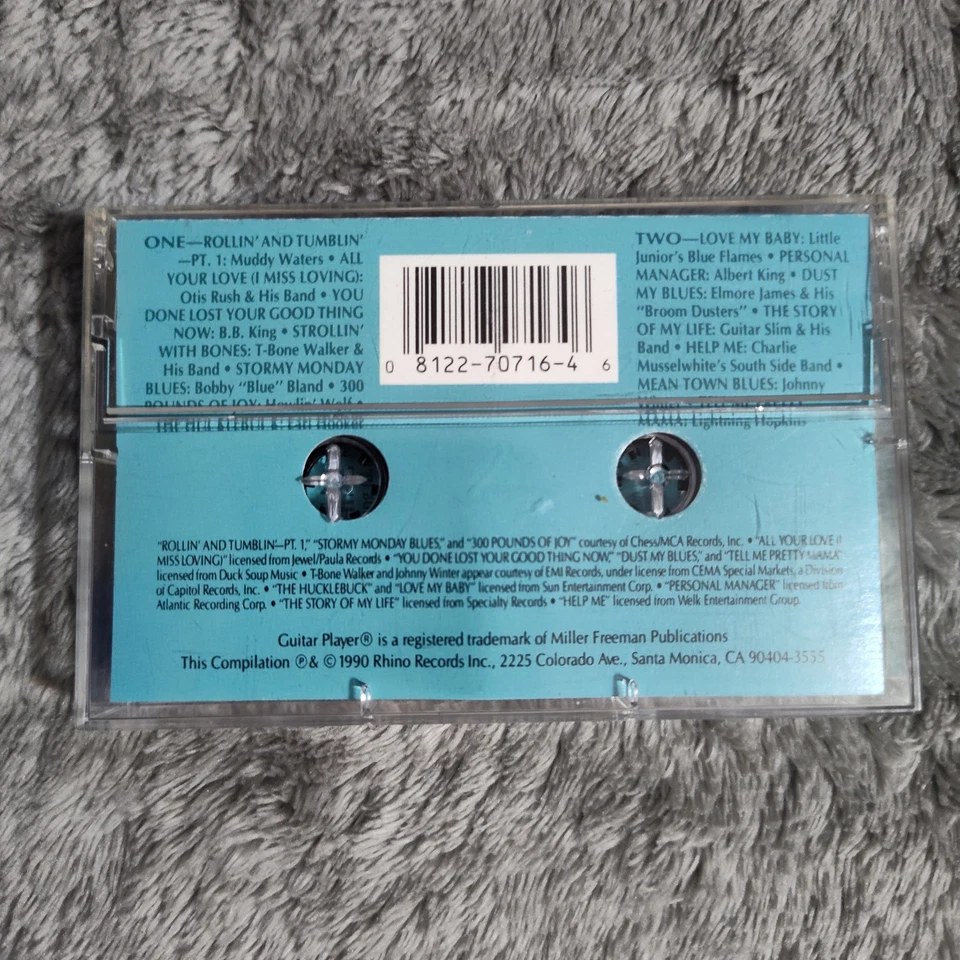 ONE—ROLLIN' AND TUMBLIN'
—PT. 1: Muddy Waters • ALL
YOUR LOVE (I MISS LOVING):
Otis Rush & His Band • YOU
DONE LOST YOUR GOOD THING
NOW: B.B. King • STROLLIN'
WITH BONES: T-Bone Walker &
His Band • STORMY MONDAY
BLUES: Bobby "Blue" Bland • 300
POUNDS OF JOY: Howlin' Wolf •
THE HUCKLEBUCK: Earl Hooker
0 8122-70716-4 6
TWO—LOVE MY BABY: Little
Junior's Blue Flames • PERSONAL
MANAGER: Albert King • DUST
MY BLUES: Elmore James & His
"Broom Dusters" • THE STORY
OF MY LIFE: Guitar Slim & His
Band • HELP ME: Charlie
Musselwhite's South Side Band •
MEAN TOWN BLUES: Johnny
MAMA: Lightning Hopkins
"ROLLIN' AND TUMBLIN'—PT. 1," "STORMY MONDAY BLUES," and "300 POUNDS OF JOY" courtesy of Chess/MCA Records, Inc. • "ALL YOUR LOVE (I
MISS LOVING)" licensed from Jewel/Paula Records • "YOU DONE LOST YOUR GOOD THING NOW," "DUST MY BLUES," and "TELL ME PRETTY MAMA"
licensed from Duck Soup Music • T-Bone Walker and Johnny Winter appear courtesy of EMI Records, under license from CEMA Special Markets, a Division
of Capitol Records, Inc. • "THE HUCKLEBUCK" and "LOVE MY BABY" licensed from Sun Entertainment Corp. • "PERSONAL MANAGER" licensed from
Atlantic Recording Corp. • "THE STORY OF MY LIFE" licensed from Specialty Records • "HELP ME" licensed from Welk Entertainment Group.
Guitar Player® is a registered trademark of Miller Freeman Publications
This Compilation ℗ & © 1990 Rhino Records Inc., 2225 Colorado Ave., Santa Monica, CA 90404-3555